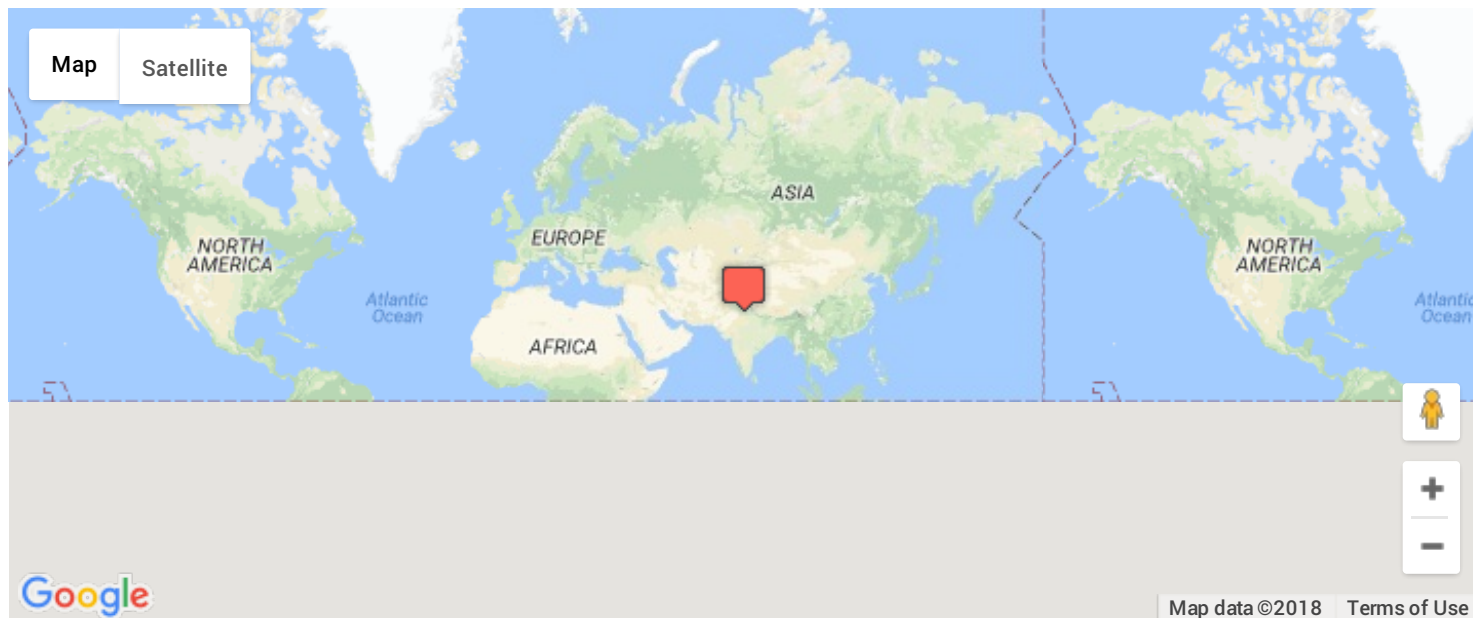 Map
Satellite
ASIA
EUROPE
NORTH
AMERICA
NORTH
AMERICA
Atlantic
Ocean
Atlantic
Ocean
AFRICA
Google
Map data ©2018
Terms of Use